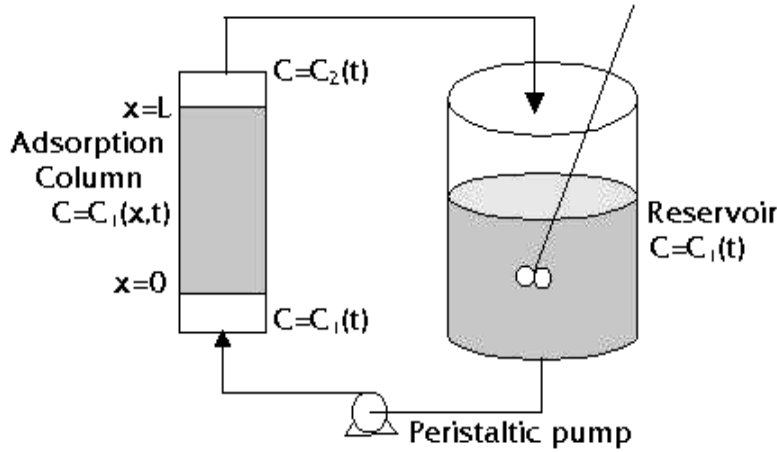 C=C₂(t)
x=L
Adsorption
Column
C=C₁(x,t)
x=0
C=C₁(t)
Reservoir
C=C₁(t)
Peristaltic pump